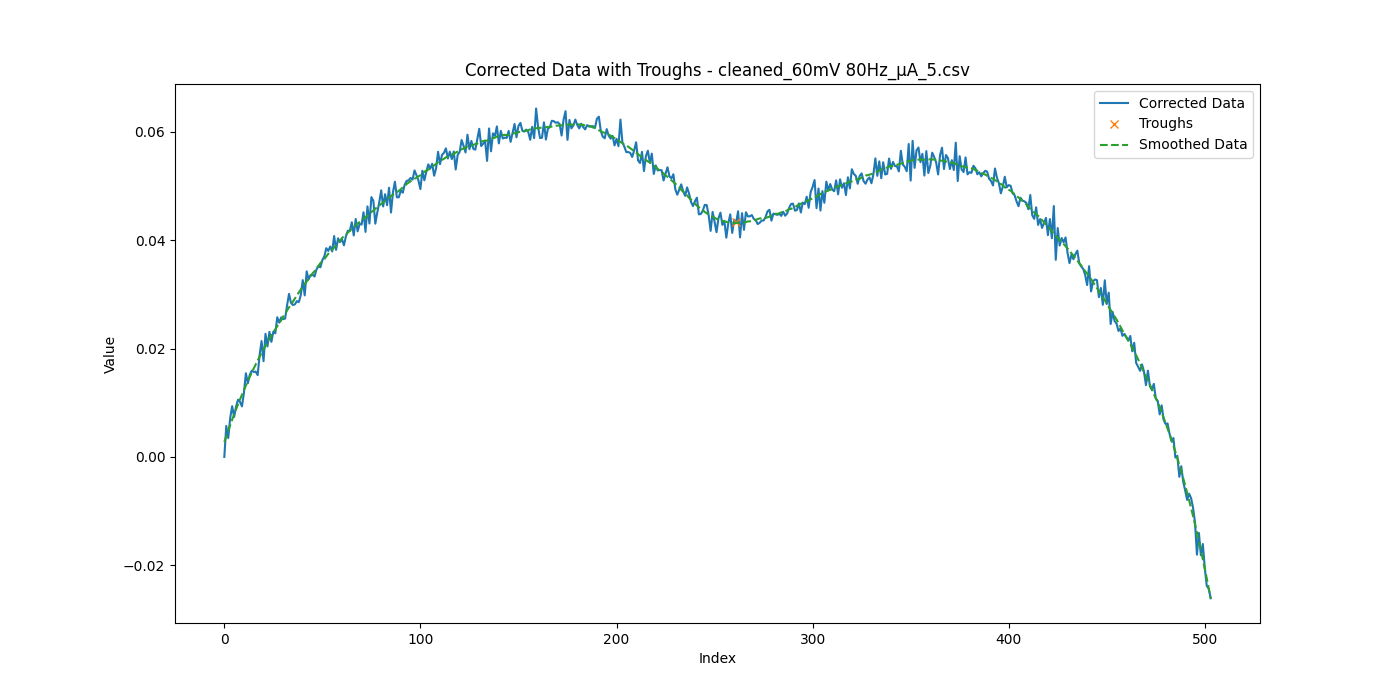 Corrected Data with Troughs - cleaned_60mV 80Hz_µA_5.csv
Corrected Data
Troughs
Smoothed Data
Value
0.06
0.04
0.02
0.00
−0.02
0 100 200 300 400 500
Index